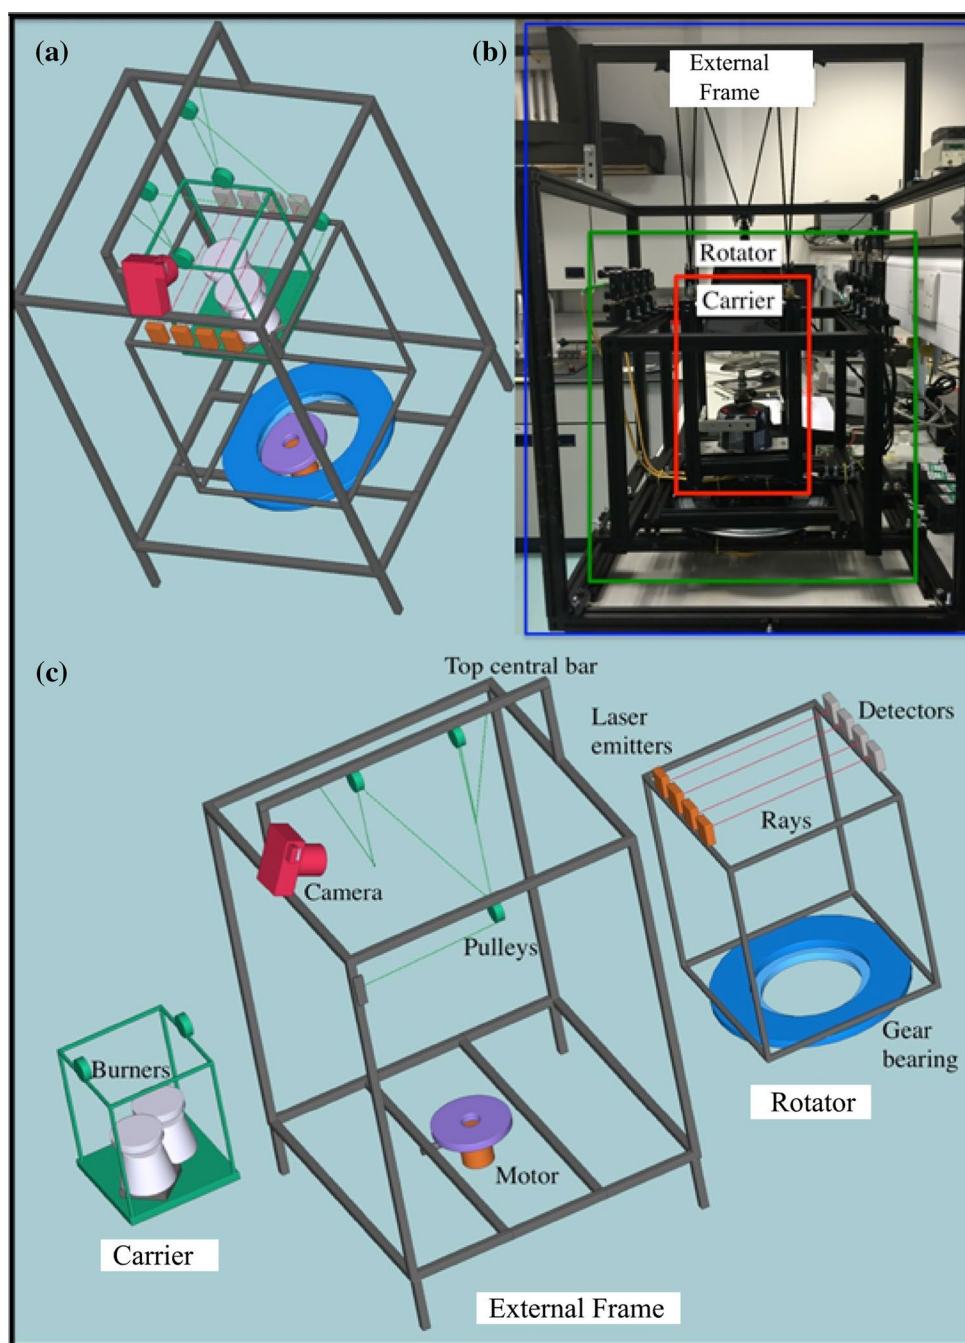 (a)
(b)
External
Frame
Rotator
Carrier
(c)
Top central bar
Laser
emitters
Detectors
Rays
Camera
Pulleys
Gear
bearing
Burners
Rotator
Motor
Carrier
External Frame